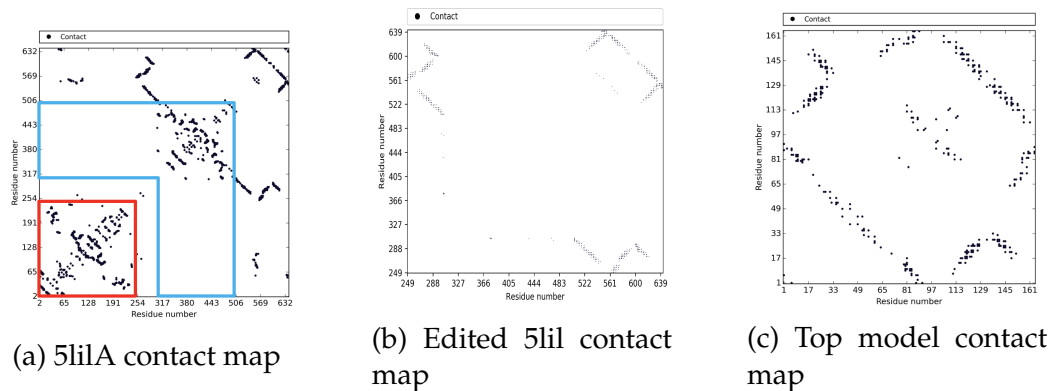 Contact
632
569
506
443
380
317
254
191
128
65
2
2 65 128 191 254 317 380 443 506 569 632
Residue number
Residue number
(a) 5lilA contact map
Contact
639
600
561
522
483
444
405
366
327
288
249
249 288 327 366 405 444 483 522 561 600 639
Residue number
Residue number
(b) Edited 5lil contact
map
Contact
161
145
129
113
97
81
65
49
33
17
1
1 17 33 49 65 81 97 113 129 145 161
Residue number
Residue number
(c) Top model contact
map